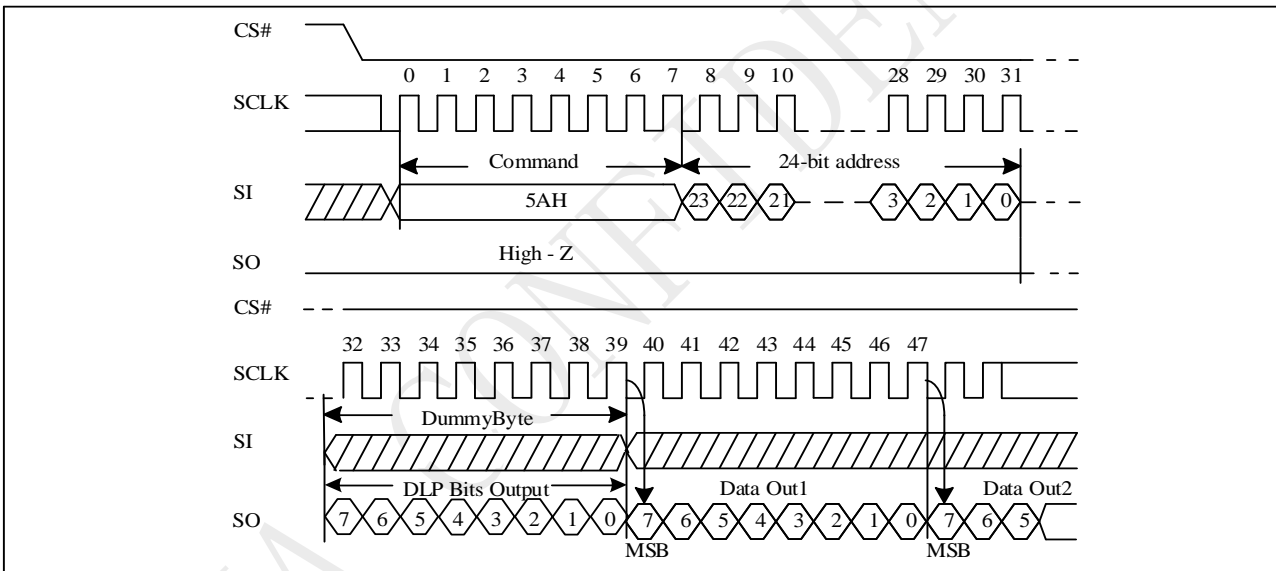 CS#
0 1 2 3 4 5 6 7 8 9 10 28 29 30 31
SCLK
Command 24-bit address
SI 5AH 23 22 21 3 2 1 0
High - Z
SO
CS#
32 33 34 35 36 37 38 39 40 41 42 43 44 45 46 47
SCLK
DummyByte
SI
DLP Bits Output Data Out1 Data Out2
SO 7 6 5 4 3 2 1 0 7 6 5 4 3 2 1 0 7 6 5
MSB MSB